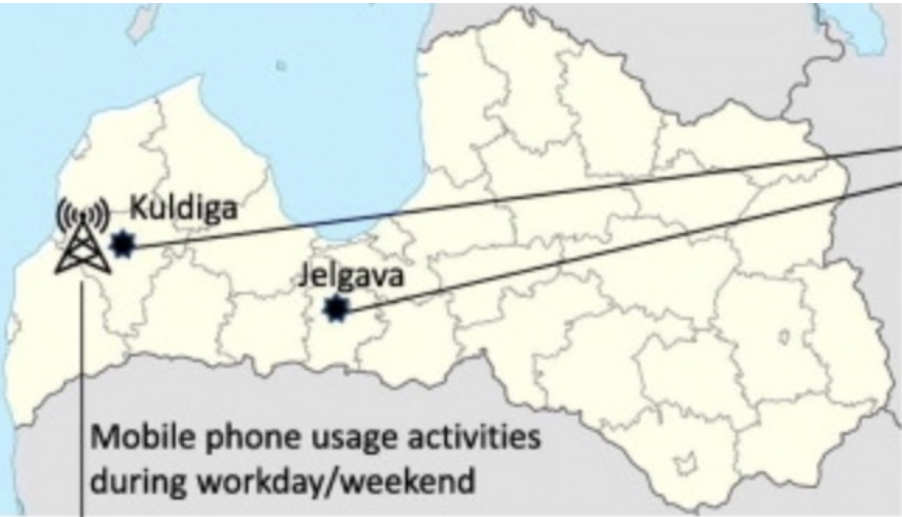 Kuldiga
Jelgava
Mobile phone usage activities
during workday/weekend